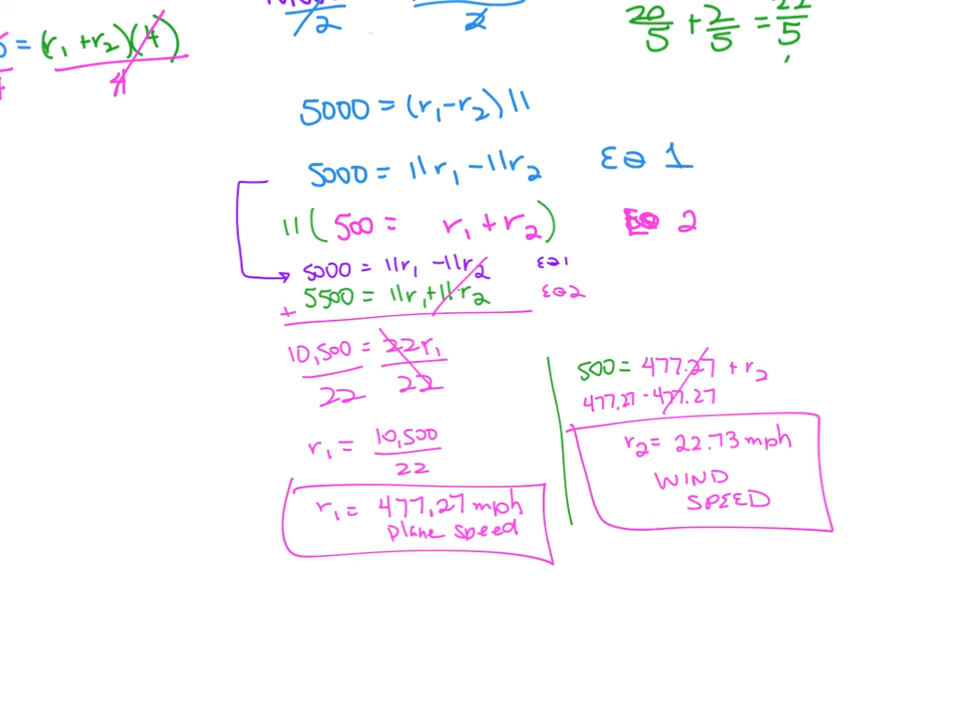 /2 2
20/5 + 2/5 = 22/5
= (r₁ + r₂)(4)
4 4
5000 = (r₁ - r₂) 11
5000 = 11r₁ - 11r₂ EQ 1
11( 500 = r₁ + r₂) EQ 2
5000 = 11r₁ - 11r₂ EQ1
+ 5500 = 11r₁ + 11r₂ EQ2
10,500 = 22r₁
22 22
r₁ = 10,500/22
r₁ = 477.27 mph
plane speed
500 = 477.27 + r₂
477.27 - 477.27
r₂ = 22.73 mph
WIND
SPEED